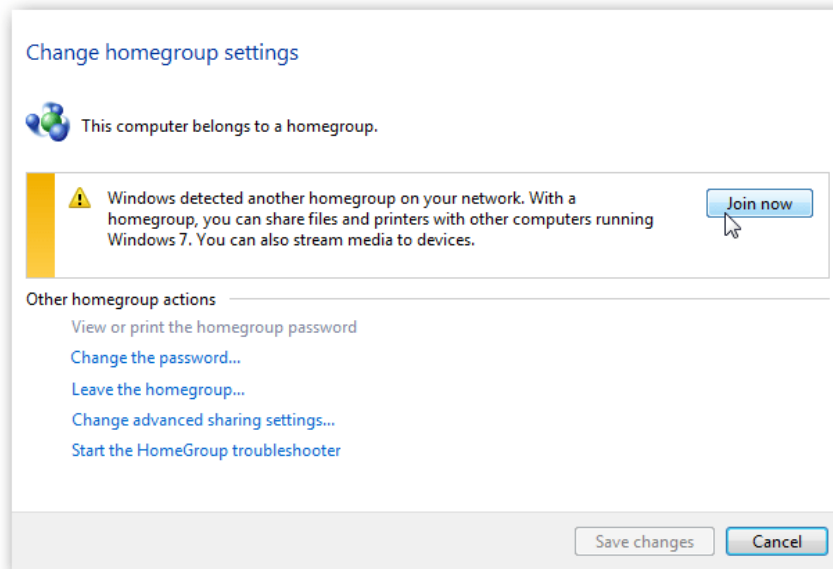 Change homegroup settings
This computer belongs to a homegroup.
Windows detected another homegroup on your network. With a
homegroup, you can share files and printers with other computers running
Windows 7. You can also stream media to devices.
Join now
Other homegroup actions
View or print the homegroup password
Change the password...
Leave the homegroup...
Change advanced sharing settings...
Start the HomeGroup troubleshooter
Save changes
Cancel